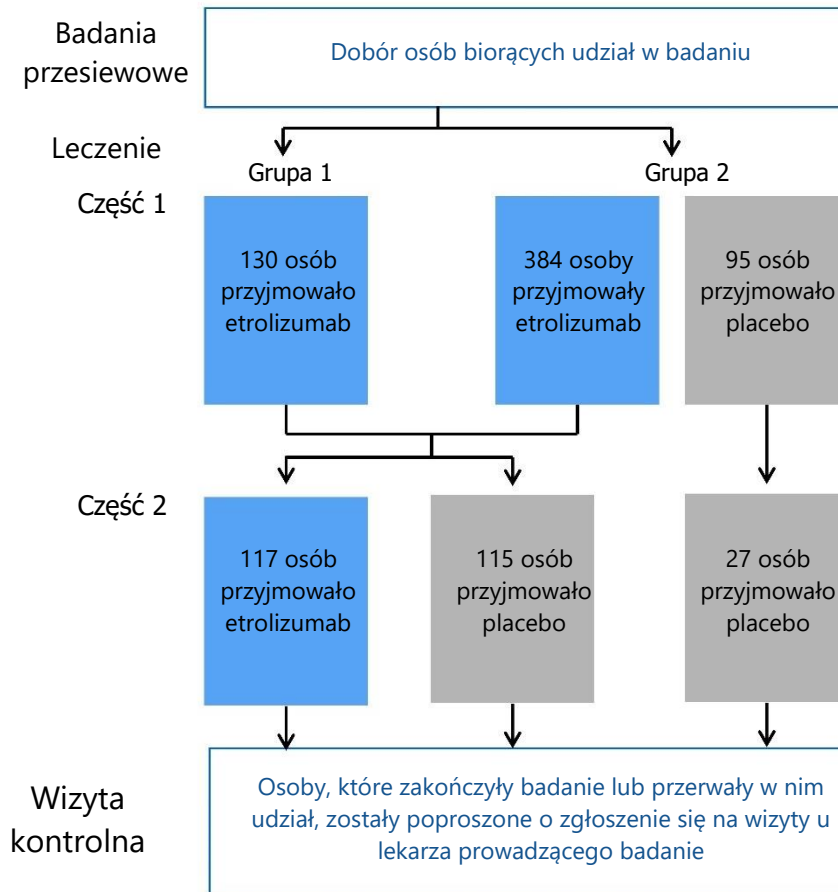 Badania
przesiewowe
Dobór osób biorących udział w badaniu
Leczenie
Grupa 1
Grupa 2
Część 1
130 osób
przyjmowało
etrolizumab
384 osoby
przyjmowały
etrolizumab
95 osób
przyjmowało
placebo
Część 2
117 osób
przyjmowało
etrolizumab
115 osób
przyjmowało
placebo
27 osób
przyjmowało
placebo
Wizyta
kontrolna
Osoby, które zakończyły badanie lub przerwały w nim
udział, zostały poproszone o zgłoszenie się na wizyty u
lekarza prowadzącego badanie